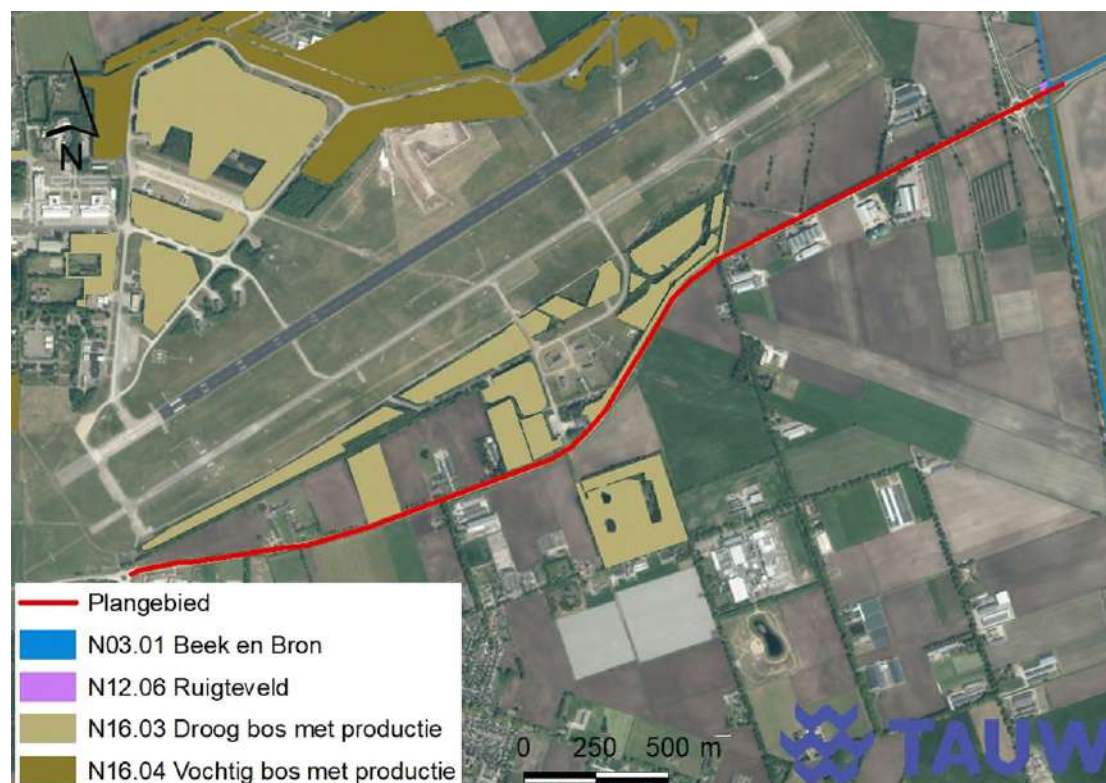 N
Plangebied
N03.01 Beek en Bron
N12.06 Ruigteveld
N16.03 Droog bos met productie
N16.04 Vochtig bos met productie
0 250 500 m
TAUW